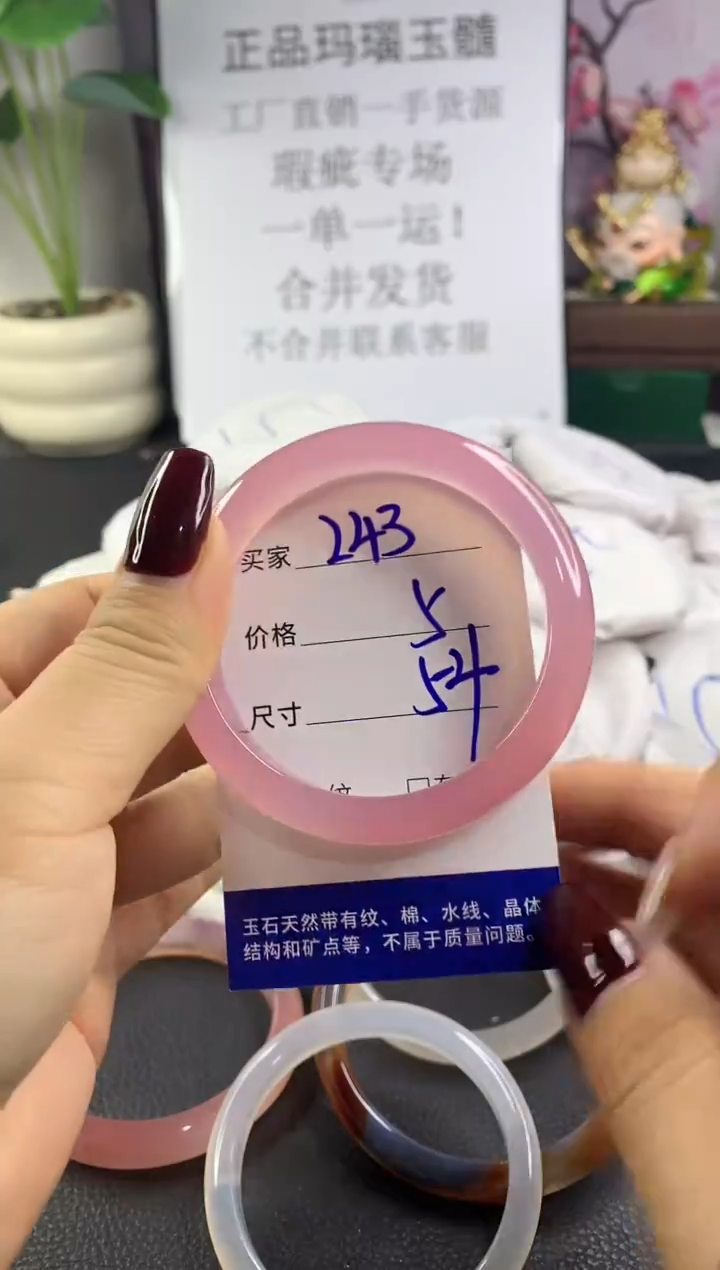 正品玛瑙玉髓
工厂直销一手货源
瑕疵专场
一单一运！
合并发货
不合并联系客服
买家 243
价格 5
尺寸 54
玉石天然带有纹、棉、水线、晶体
结构和矿点等，不属于质量问题。